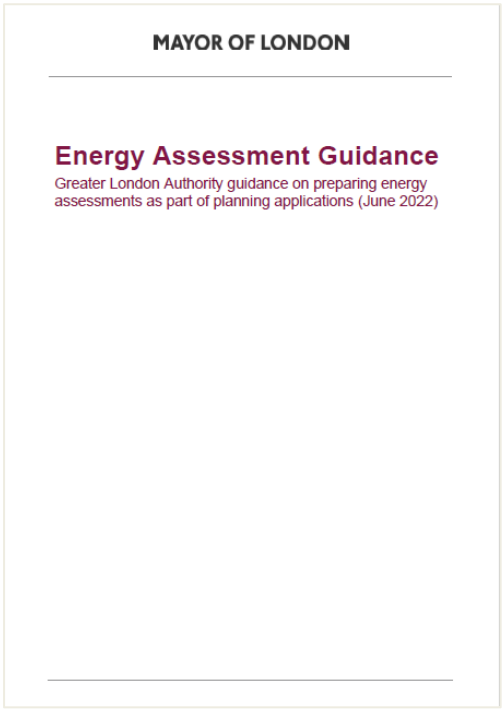 MAYOR OF LONDON
Energy Assessment Guidance
Greater London Authority guidance on preparing energy
assessments as part of planning applications (June 2022)